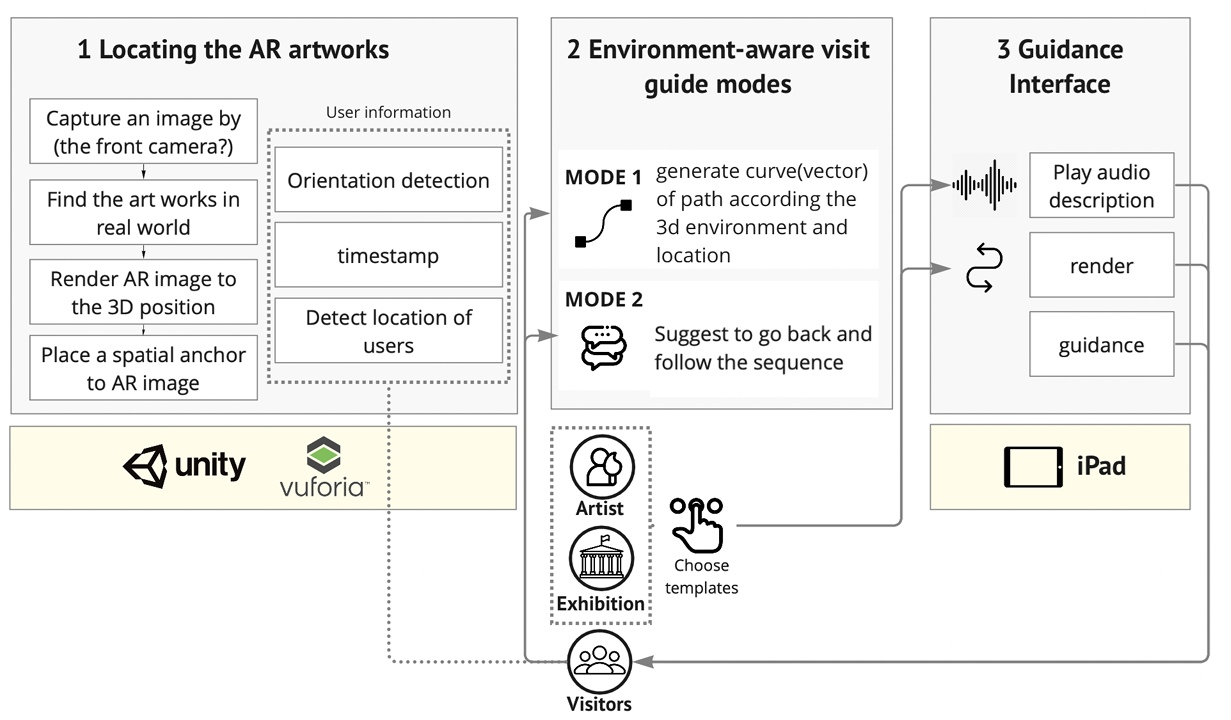 1 Locating the AR artworks
Capture an image by
(the front camera?)
Find the art works in
real world
Render AR image to
the 3D position
Place a spatial anchor
to AR image
User information
Orientation detection
timestamp
Detect location of
users
unity
vuforia™
2 Environment-aware visit
guide modes
MODE 1
generate curve(vector)
of path according the
3d environment and
location
MODE 2
Suggest to go back and
follow the sequence
3 Guidance
Interface
Play audio
description
render
guidance
iPad
Artist
Exhibition
Choose
templates
Visitors